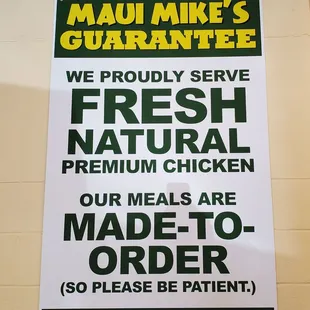 MAUI MIKE'S
GUARANTEE
WE PROUDLY SERVE
FRESH
NATURAL
PREMIUM CHICKEN
OUR MEALS ARE
MADE-TO-
ORDER
(SO PLEASE BE PATIENT.)